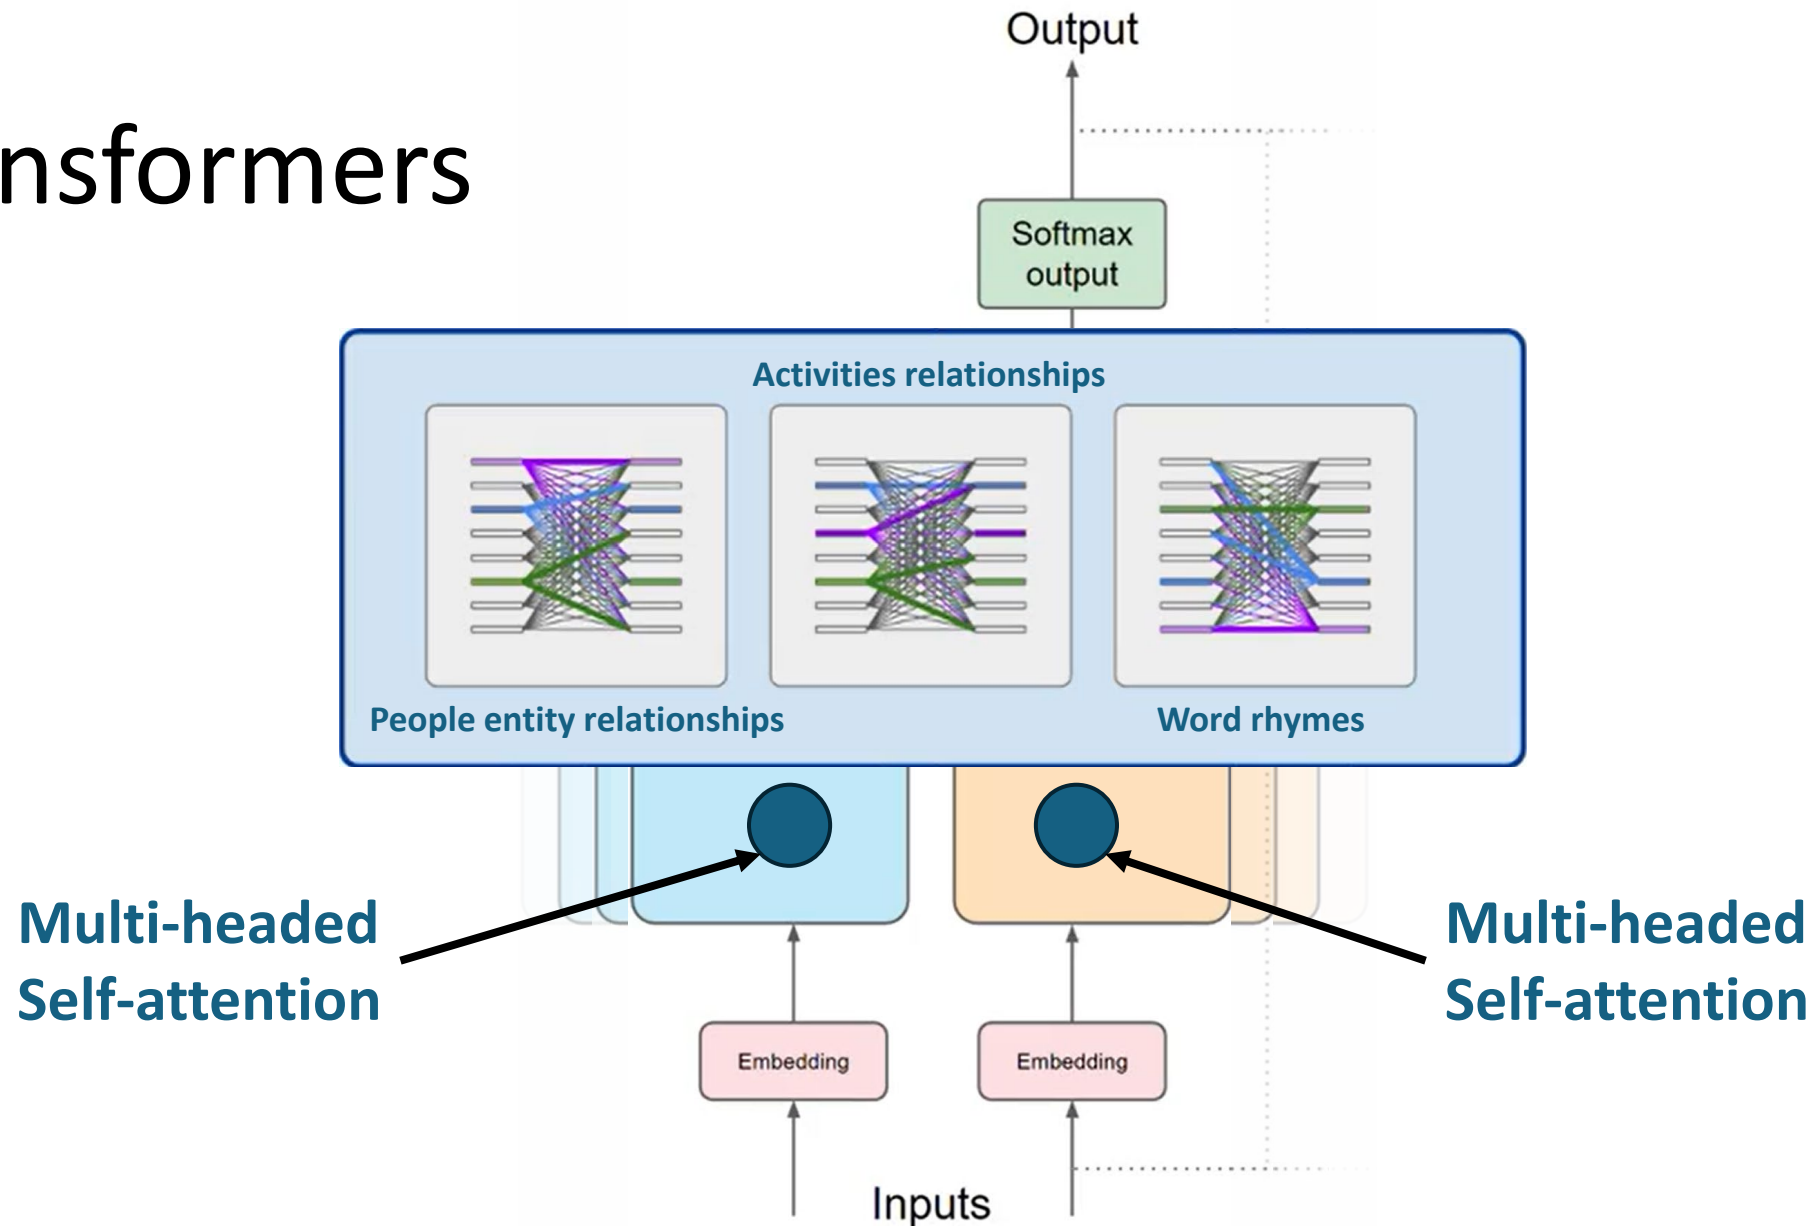 Output
nsformers
Softmax
output
Activities relationships
People entity relationships
Word rhymes
Multi-headed
Self-attention
Multi-headed
Self-attention
Embedding
Embedding
Inputs